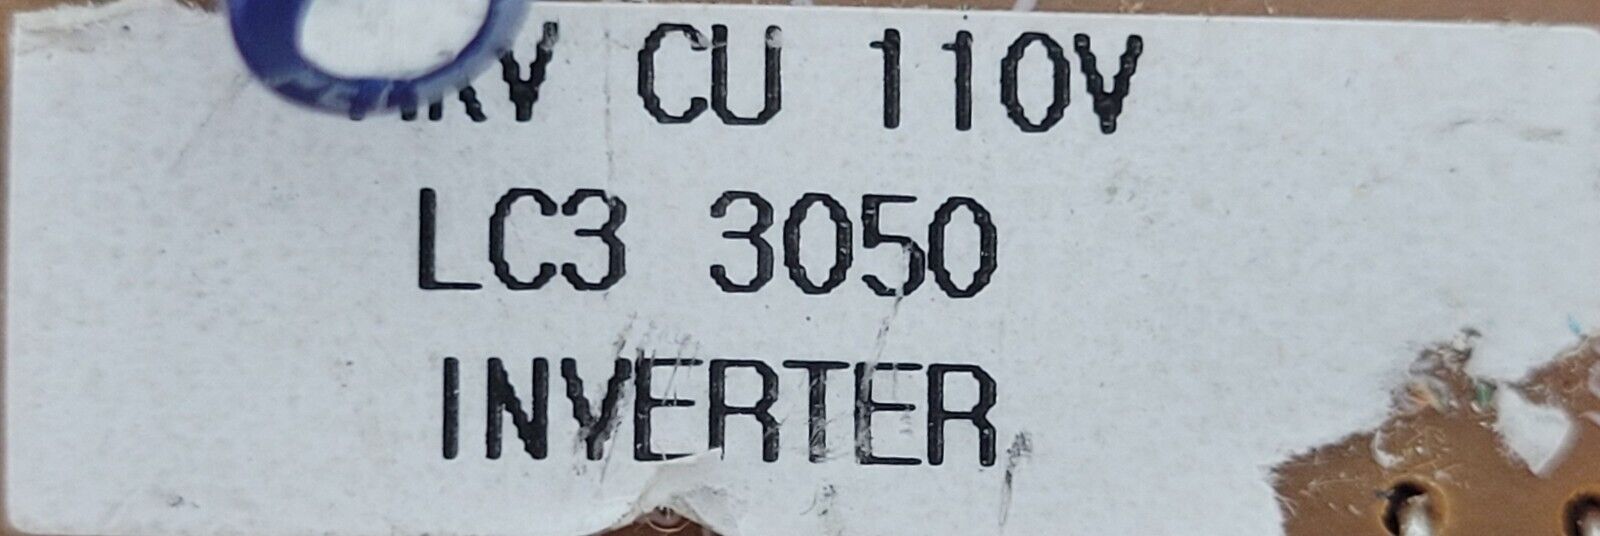 CU 110V
LC3 3050
INVERTER